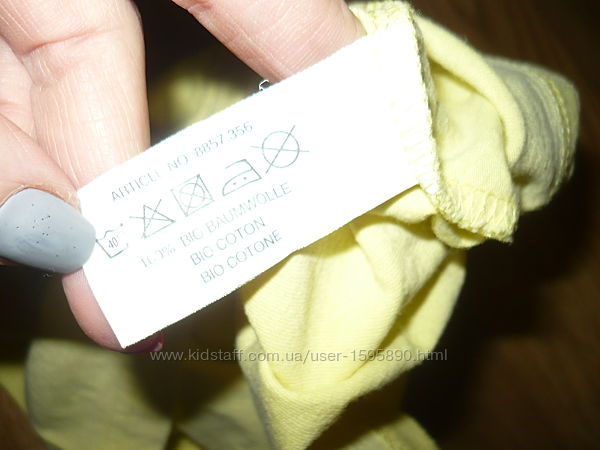 ARTICLE NO: 8857 356
40°
100% BIO BAUMWOLLE
BIO COTON
BIO COTONE
www.kidstaff.com.ua/user-1595890.html